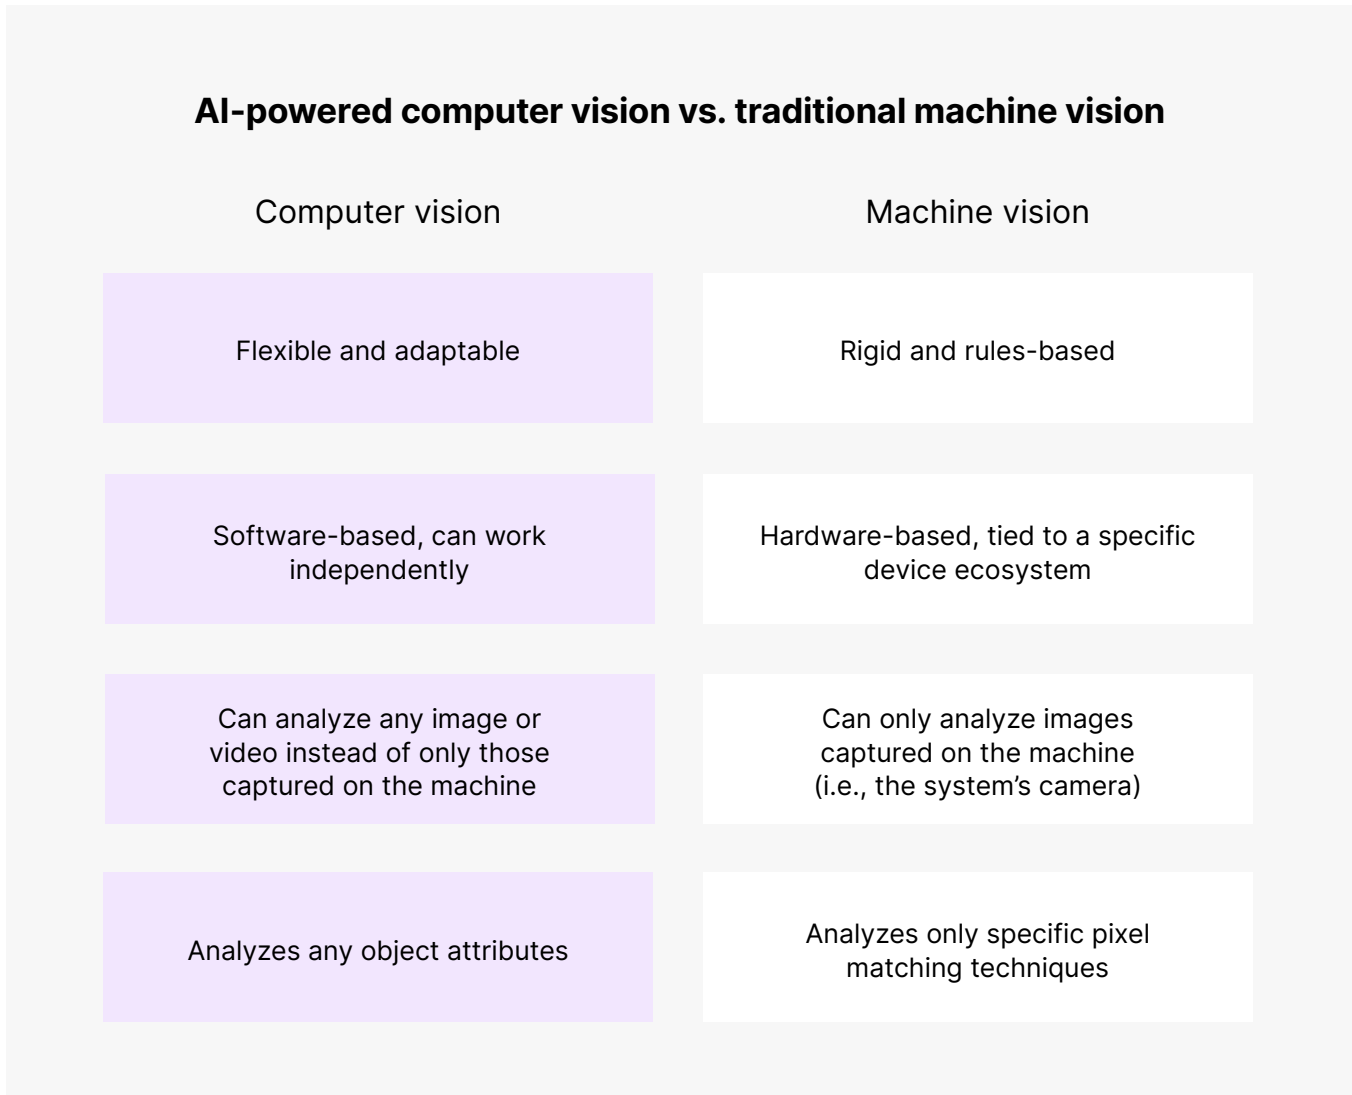 AI-powered computer vision vs. traditional machine vision
Computer vision
Machine vision
Flexible and adaptable
Rigid and rules-based
Software-based, can work
independently
Hardware-based, tied to a specific
device ecosystem
Can analyze any image or
video instead of only those
captured on the machine
Can only analyze images
captured on the machine
(i.e., the system’s camera)
Analyzes any object attributes
Analyzes only specific pixel
matching techniques